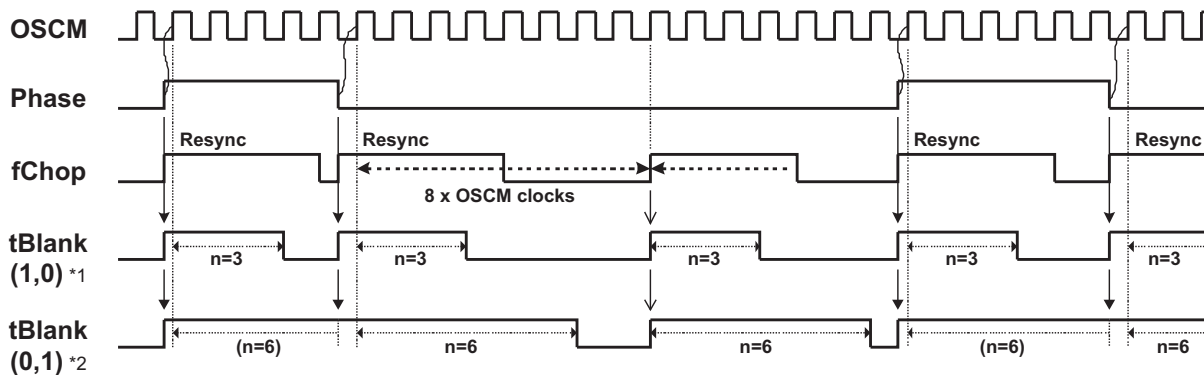 OSCM
Phase
Resync Resync Resync Resync
fChop
8 x OSCM clocks
tBlank
(1,0) *1
n=3 n=3 n=3 n=3 n=3
tBlank
(0,1) *2
(n=6) n=6 n=6 (n=6) n=6